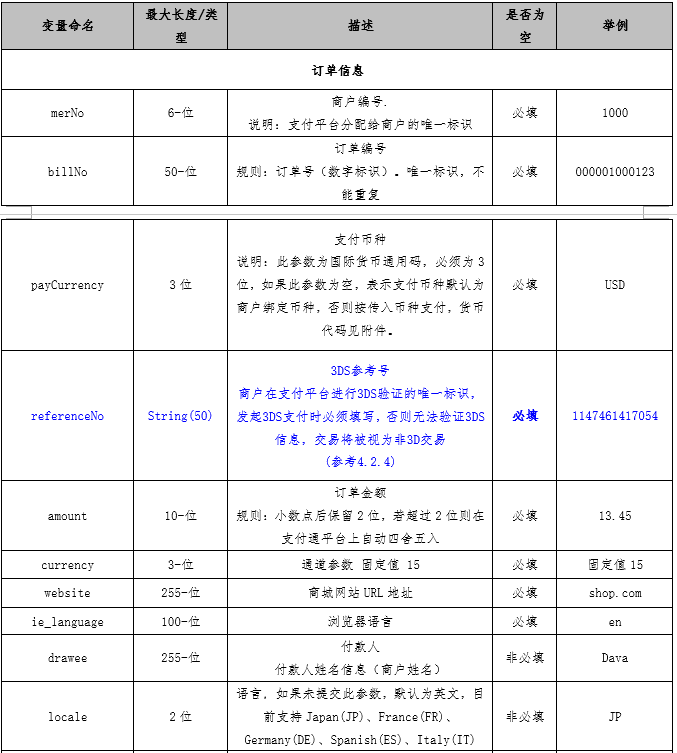 变量命名 最大长度/类型 描述 是否为空 举例
订单信息
merNo 6-位 商户编号.
说明：支付平台分配给商户的唯一标识 必填 1000
billNo 50-位 订单编号
规则：订单号（数字标识）。唯一标识，不
能重复 必填 000001000123
payCurrency 3 位 支付币种
说明：此参数为国际货币通用码，必须为 3
位，如果此参数为空，表示支付币种默认为
商户绑定币种，否则按传入币种支付，货币
代码见附件。 必填 USD
referenceNo String(50) 3DS参考号
商户在支付平台进行3DS验证的唯一标识，
发起3DS支付时必须填写，否则无法验证3DS
信息，交易将被视为非3D交易
(参考4.2.4) 必填 1147461417054
amount 10-位 订单金额
规则：小数点后保留 2 位，若超过 2 位则在
支付通平台上自动四舍五入 必填 13.45
currency 3-位 通道参数 固定值 15 必填 固定值 15
website 255-位 商城网站 URL 地址 必填 shop.com
ie_language 100-位 浏览器语言 必填 en
drawee 255-位 付款人
付款人姓名信息（商户姓名） 非必填 Dava
locale 2 位 语言，如果未提交此参数，默认为英文，目
前支持 Japan(JP)、France(FR)、
Germany(DE)、Spanish(ES)、Italy(IT) 非必填 JP